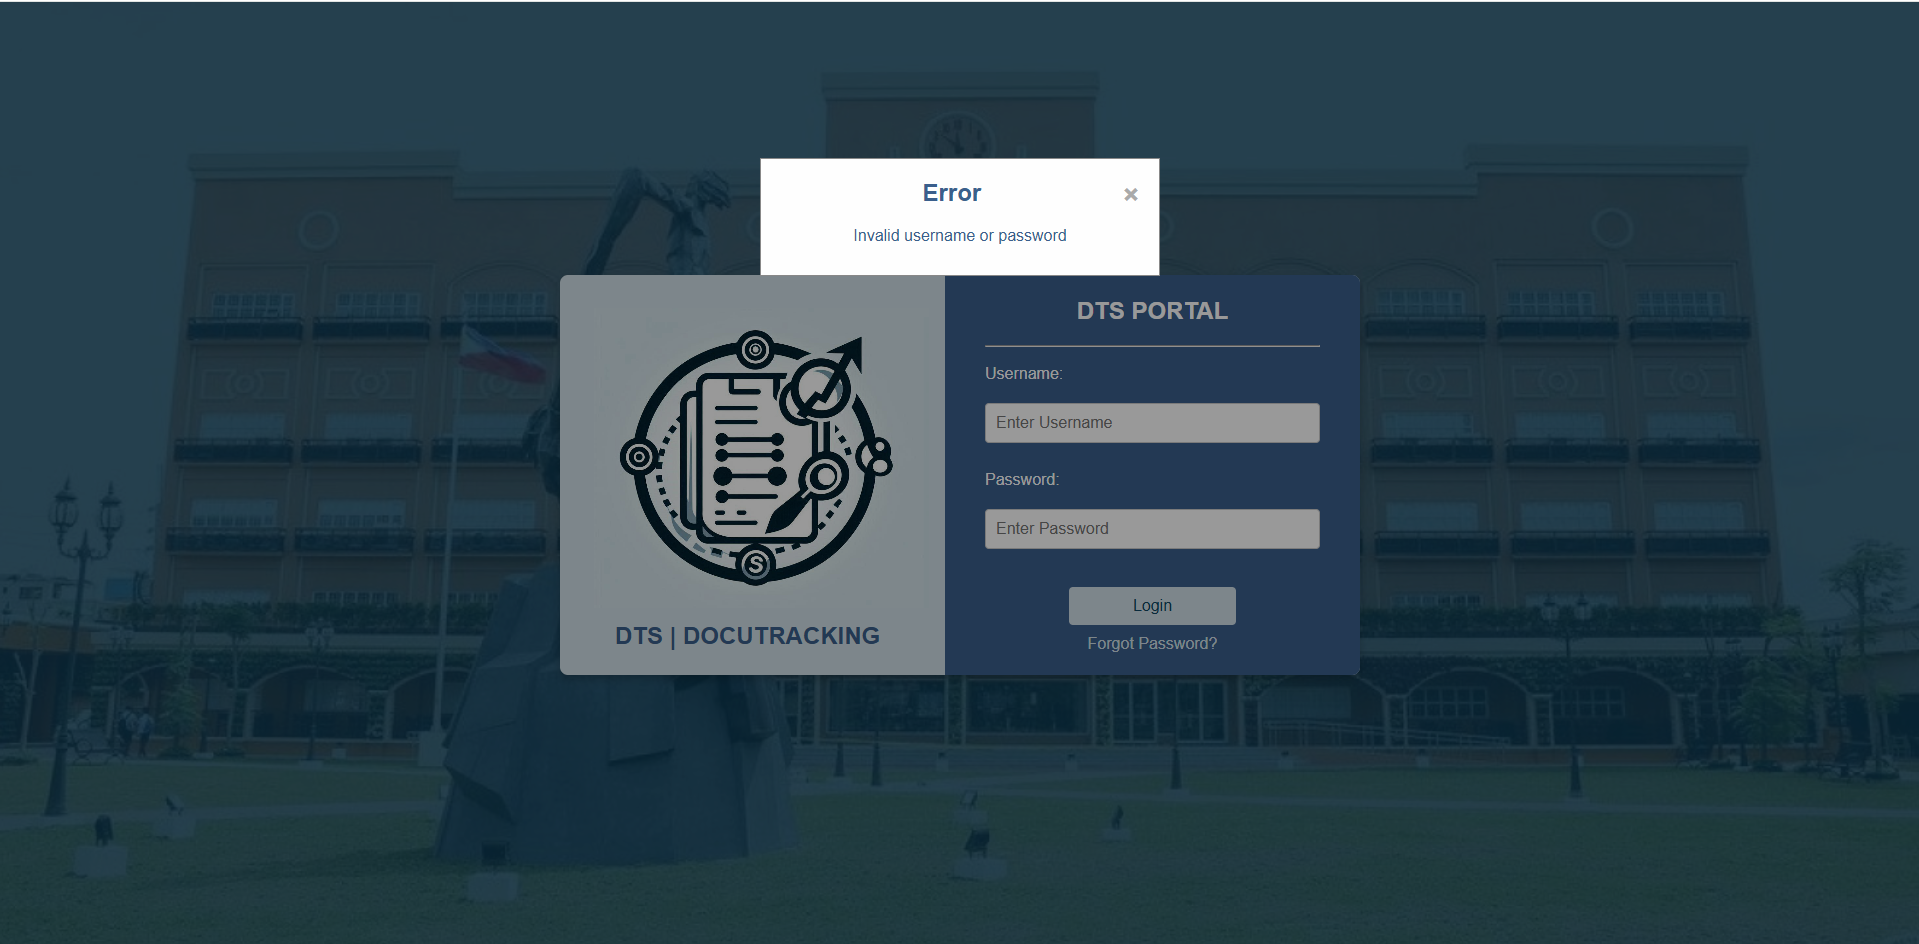 Error
×
Invalid username or password
DTS PORTAL
Username:
Enter Username
Password:
Enter Password
Login
Forgot Password?
S
DTS | DOCUTRACKING